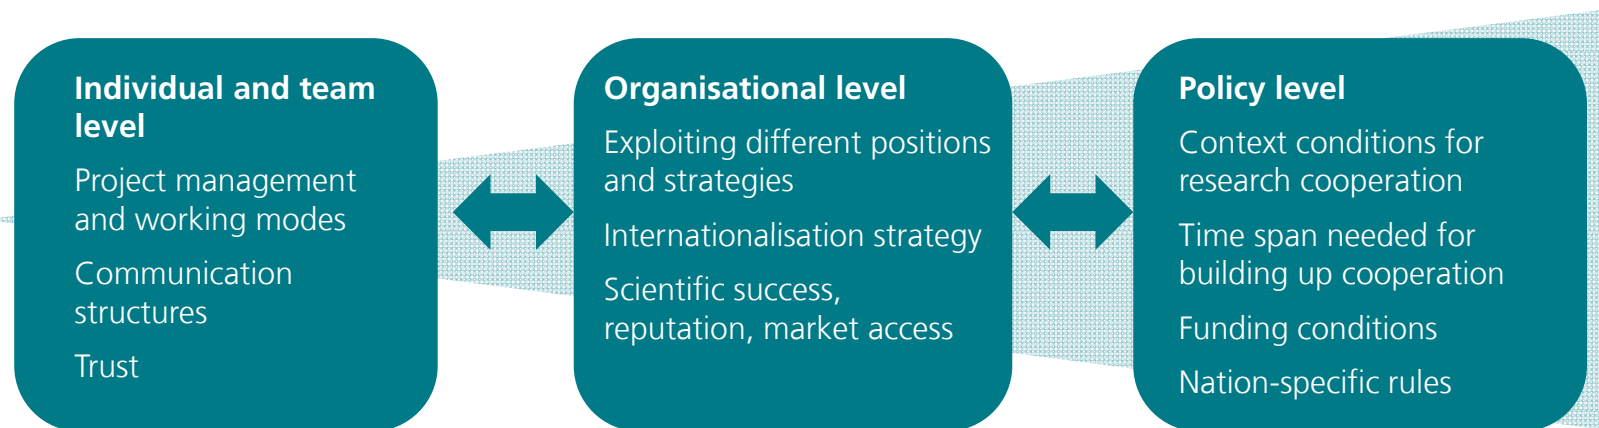 Individual and team
level
Project management
and working modes
Communication
structures
Trust
Organisational level
Exploiting different positions
and strategies
Internationalisation strategy
Scientific success,
reputation, market access
Policy level
Context conditions for
research cooperation
Time span needed for
building up cooperation
Funding conditions
Nation-specific rules